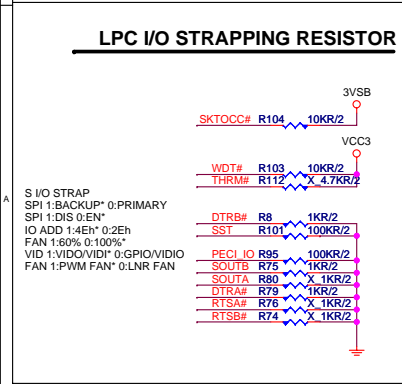 LPC I/O STRAPPING RESISTOR
3VSB
SKTOCC# R104 10KR/2
VCC3
WDT# R103 10KR/2
THRM# R112 X_4.7KR/2
A
S I/O STRAP
SPI 1:BACKUP* 0:PRIMARY
SPI 1:DIS 0:EN*
IO ADD 1:4Eh* 0:2Eh
FAN 1:60% 0:100%*
VID 1:VIDO/VIDI* 0:GPIO/VIDIO
FAN 1:PWM FAN* 0:LNR FAN
DTRB# R8 1KR/2
SST R101 100KR/2
PECI_IO R95 100KR/2
SOUTB R75 1KR/2
SOUTA R80 X_1KR/2
DTRA# R79 1KR/2
RTSA# R76 X_1KR/2
RTSB# R74 X_1KR/2